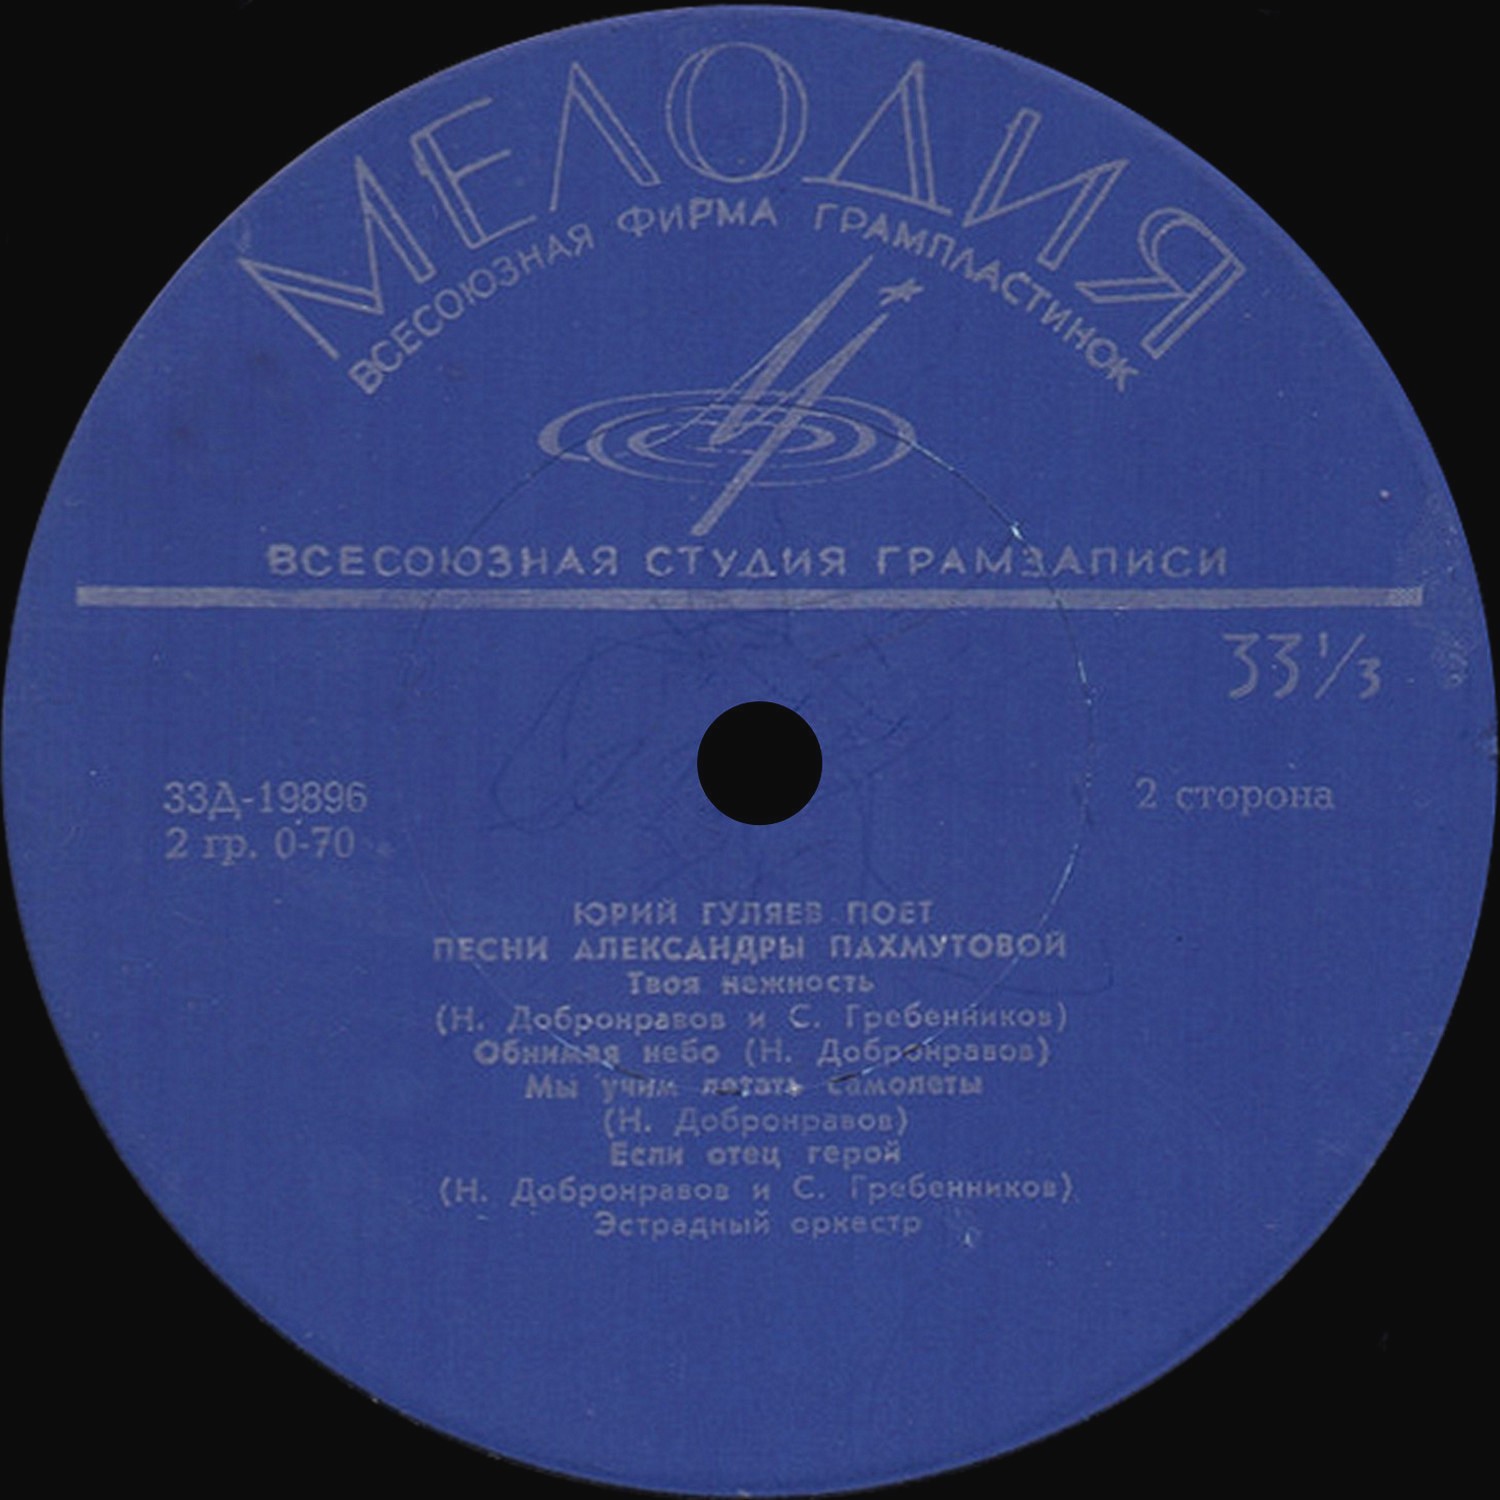 МЕЛОДИЯ
ВСЕСОЮЗНАЯ ФИРМА ГРАМПЛАСТИНОК
ВСЕСОЮЗНАЯ СТУДИЯ ГРАМЗАПИСИ
33⅓
33Д-19896
2 сторона
2 гр. 0-70
ЮРИЙ ГУЛЯЕВ ПОЕТ
ПЕСНИ АЛЕКСАНДРЫ ПАХМУТОВОЙ
Твоя нежность
(Н. Добронравов и С. Гребенников)
Обнимая небо (Н. Добронравов)
Мы учим летать самолеты
(Н. Добронравов)
Если отец герой
(Н. Добронравов и С. Гребенников)
Эстрадный оркестр